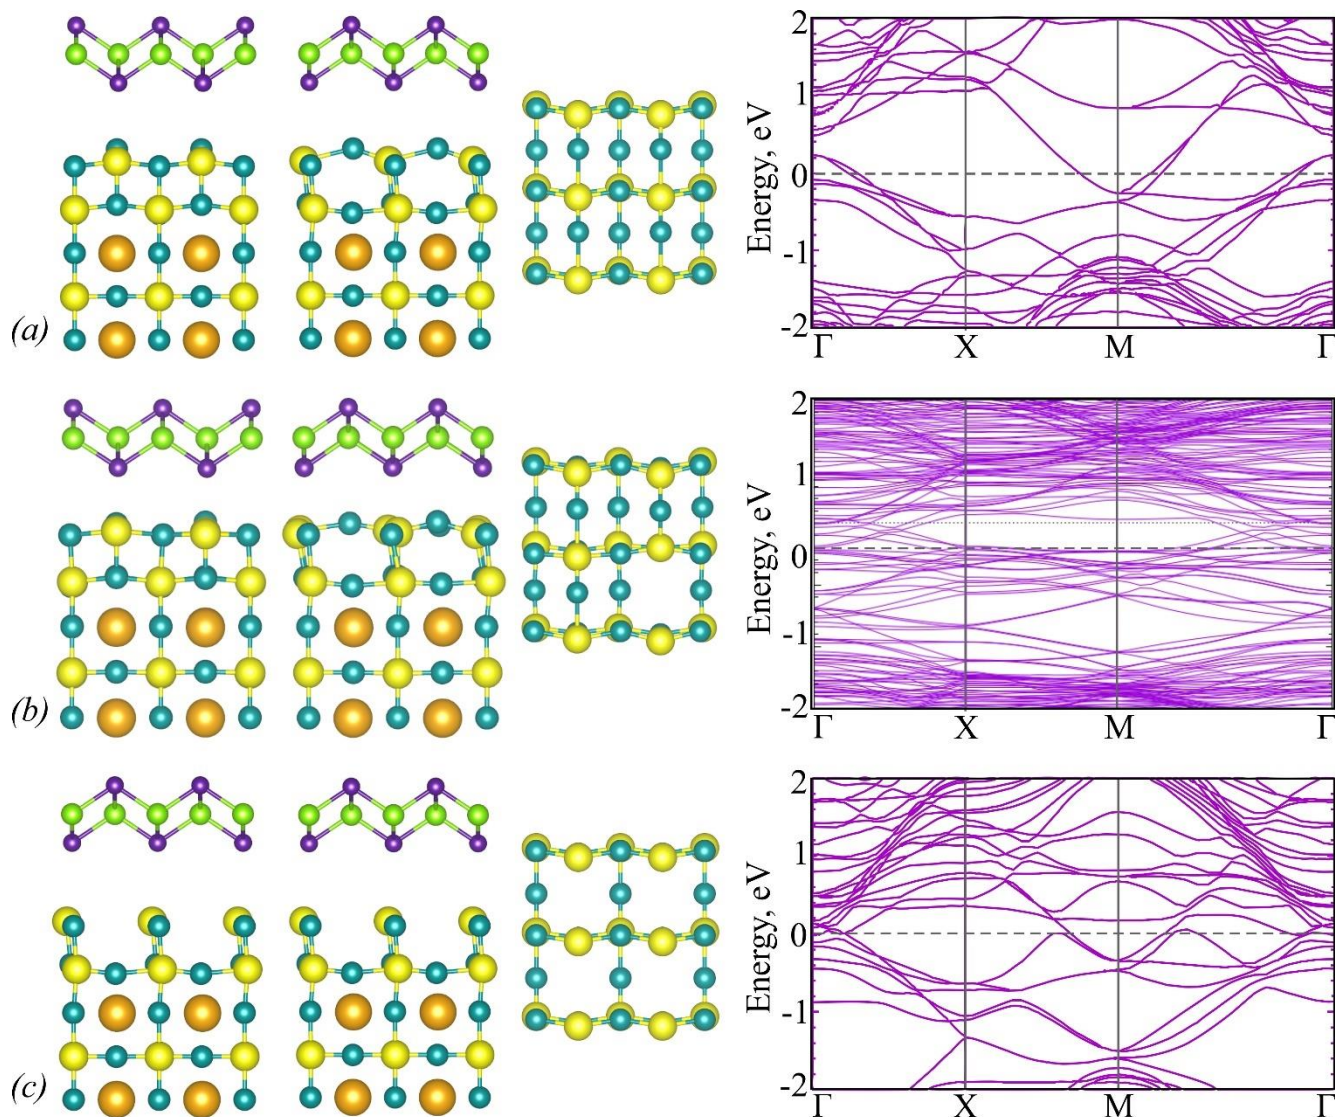 2
1
0
-1
-2
Energy, eV
Γ X M Γ
(a)
2
1
0
-1
-2
Energy, eV
Γ X M Γ
(b)
2
1
0
-1
-2
Energy, eV
Γ X M Γ
(c)